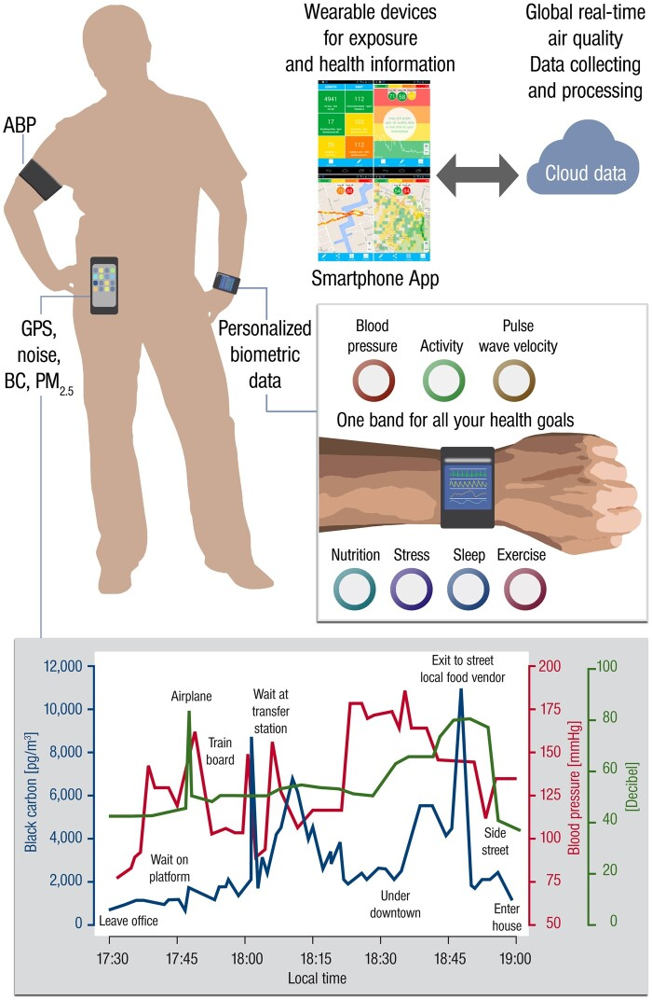 Wearable devices
for exposure
and health information
Global real-time
air quality
Data collecting
and processing
ABP
4941
112
17
112
Cloud data
Smartphone App
GPS,
noise,
BC, PM2.5
Personalized
biometric
data
Blood
pressure
Activity
Pulse
wave velocity
One band for all your health goals
Nutrition
Stress
Sleep
Exercise
12,000
10,000
8,000
6,000
4,000
2,000
0
Black carbon [pg/m³]
Airplane
Train
board
Wait at
transfer
station
Exit to street
local food vendor
Wait on
platform
Leave office
Under
downtown
Side
street
Enter
house
200
175
150
125
100
75
50
Blood pressure [mmHg]
100
80
60
40
20
0
[Decibel]
17:30
17:45
18:00
18:15
18:30
18:45
19:00
Local time